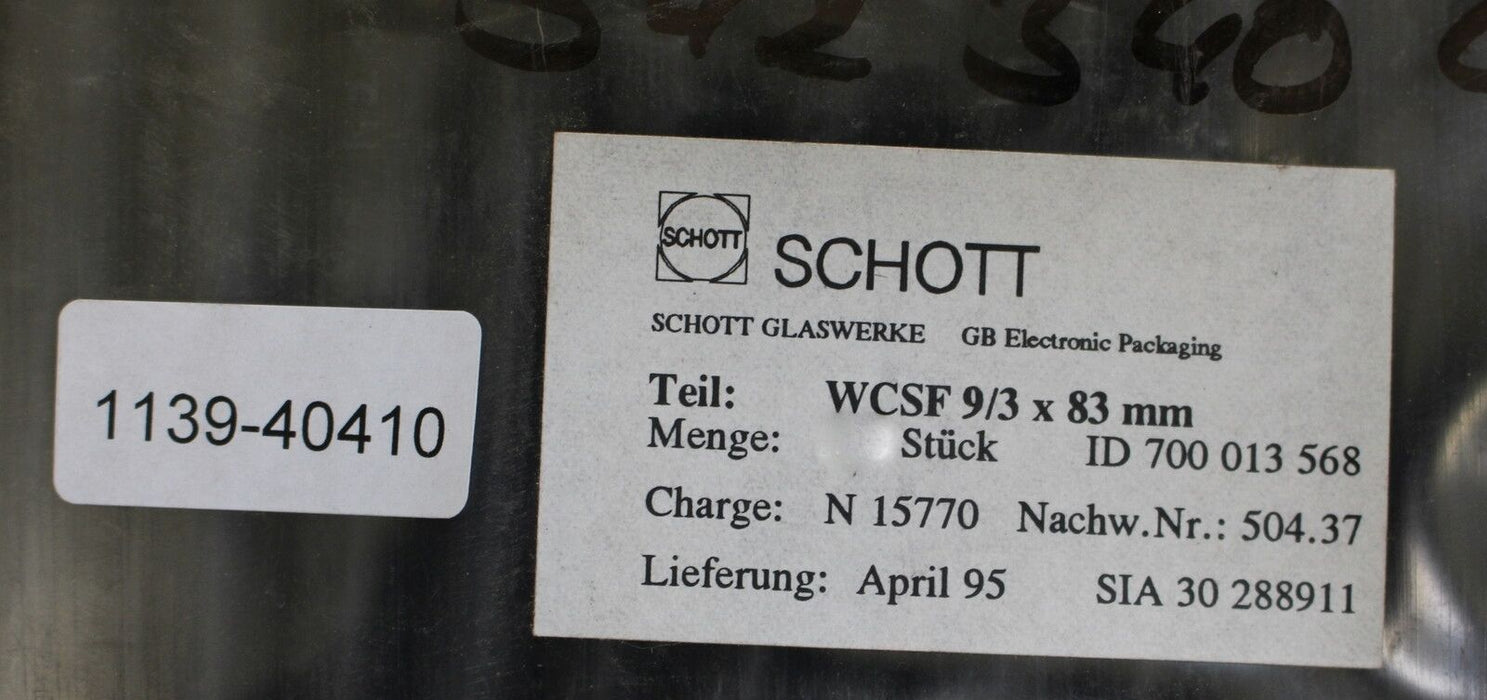 SCHOTT
SCHOTT
SCHOTT GLASWERKE GB Electronic Packaging
Teil: WCSF 9/3 x 83 mm
Menge: Stück ID 700 013 568
Charge: N 15770 Nachw.Nr.: 504.37
Lieferung: April 95 SIA 30 288911
1139-40410